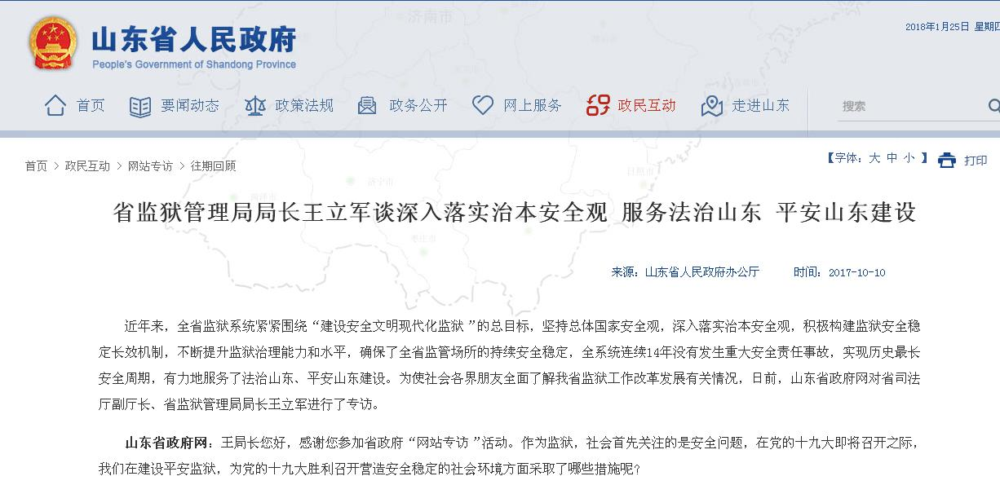 济南市
2018年1月25日 星期四
山东省人民政府
People's Government of Shandong Province
首页 要闻动态 政策法规 政务公开 网上服务 政民互动 走进山东 搜索
【字体：大 中 小 】 打印
首页 > 政民互动 > 网站专访 > 往期回顾
日照市
济宁市
菏泽市
省监狱管理局局长王立军谈深入落实治本安全观 服务法治山东 平安山东建设
枣庄市
来源：山东省人民政府办公厅 时间：2017-10-10
近年来，全省监狱系统紧紧围绕“建设安全文明现代化监狱 ”的总目标，坚持总体国家安全观，深入落实治本安全观，积极构建监狱安全稳
定长效机制，不断提升监狱治理能力和水平，确保了全省监管场所的持续安全稳定，全系统连续14年没有发生重大安全责任事故，实现历史最长
安全周期，有力地服务了法治山东、平安山东建设。为使社会各界朋友全面了解我省监狱工作改革发展有关情况，日前，山东省政府网对省司法
厅副厅长、省监狱管理局局长王立军进行了专访。
山东省政府网：王局长您好，感谢您参加省政府“网站专访 ”活动。作为监狱，社会首先关注的是安全问题，在党的十九大即将召开之际，
我们在建设平安监狱，为党的十九大胜利召开营造安全稳定的社会环境方面采取了哪些措施呢？